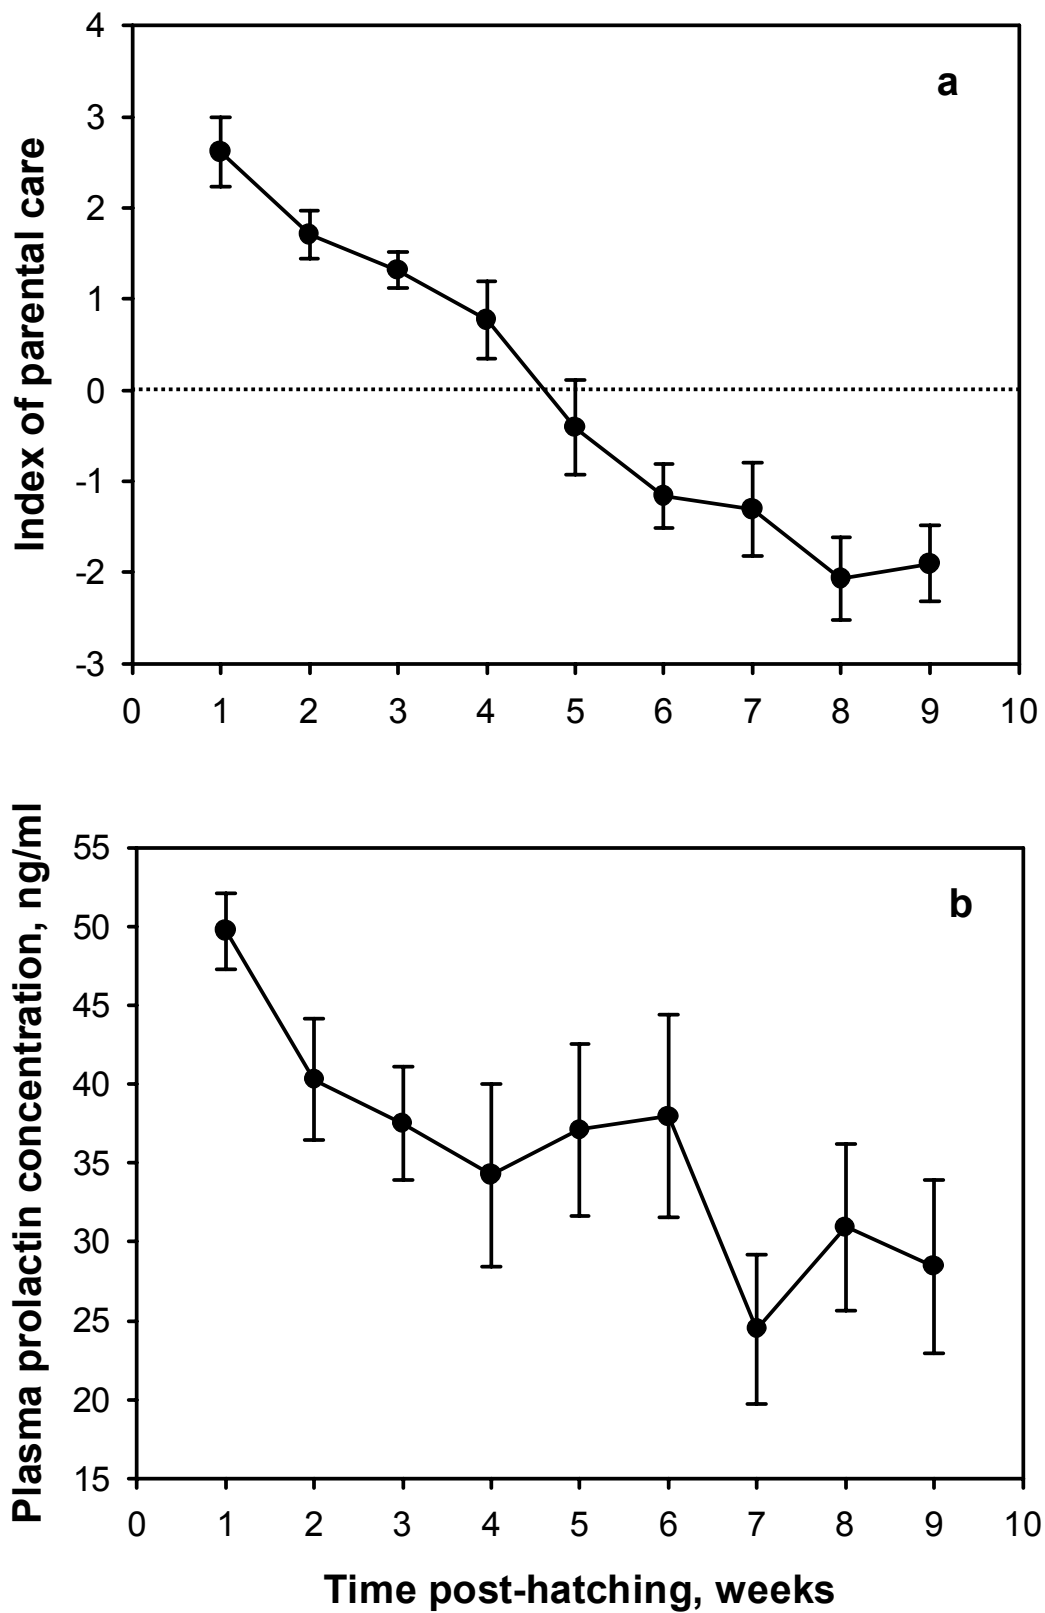 a
Index of parental care
4
3
2
1
0
-1
-2
-3
0 1 2 3 4 5 6 7 8 9 10
b
Plasma prolactin concentration, ng/ml
55
50
45
40
35
30
25
20
15
0 1 2 3 4 5 6 7 8 9 10
Time post-hatching, weeks